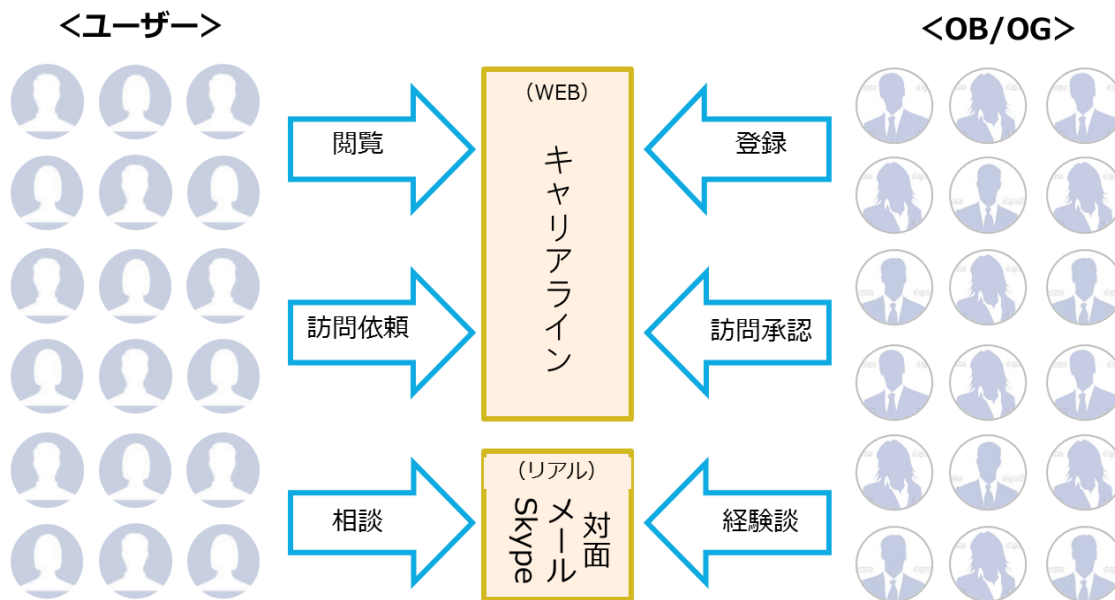 <ユーザー>
<OB/OG>
(WEB)
キャリアライン
閲覧
登録
訪問依頼
訪問承認
(リアル)
対面
メール
Skype
相談
経験談